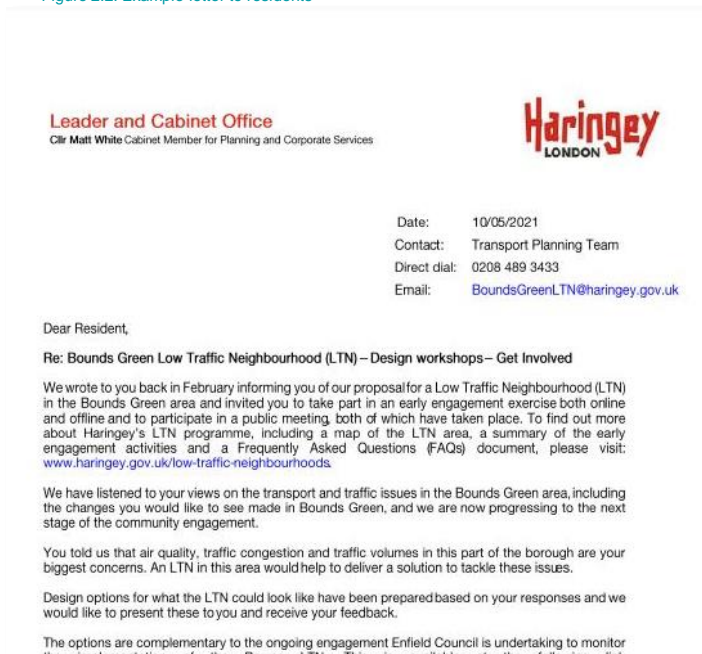 Figure 2.2: Example letter to residents
Leader and Cabinet Office
Cllr Matt White Cabinet Member for Planning and Corporate Services
Haringey
LONDON
Date: 10/05/2021
Contact: Transport Planning Team
Direct dial: 0208 489 3433
Email: BoundsGreenLTN@haringey.gov.uk
Dear Resident,
Re: Bounds Green Low Traffic Neighbourhood (LTN) – Design workshops – Get Involved
We wrote to you back in February informing you of our proposal for a Low Traffic Neighbourhood (LTN)
in the Bounds Green area and invited you to take part in an early engagement exercise both online
and offline and to participate in a public meeting, both of which have taken place. To find out more
about Haringey's LTN programme, including a map of the LTN area, a summary of the early
engagement activities and a Frequently Asked Questions (FAQs) document, please visit:
www.haringey.gov.uk/low-traffic-neighbourhoods.
We have listened to your views on the transport and traffic issues in the Bounds Green area, including
the changes you would like to see made in Bounds Green, and we are now progressing to the next
stage of the community engagement.
You told us that air quality, traffic congestion and traffic volumes in this part of the borough are your
biggest concerns. An LTN in this area would help to deliver a solution to tackle these issues.
Design options for what the LTN could look like have been prepared based on your responses and we
would like to present these to you and receive your feedback.
The options are complementary to the ongoing engagement Enfield Council is undertaking to monitor